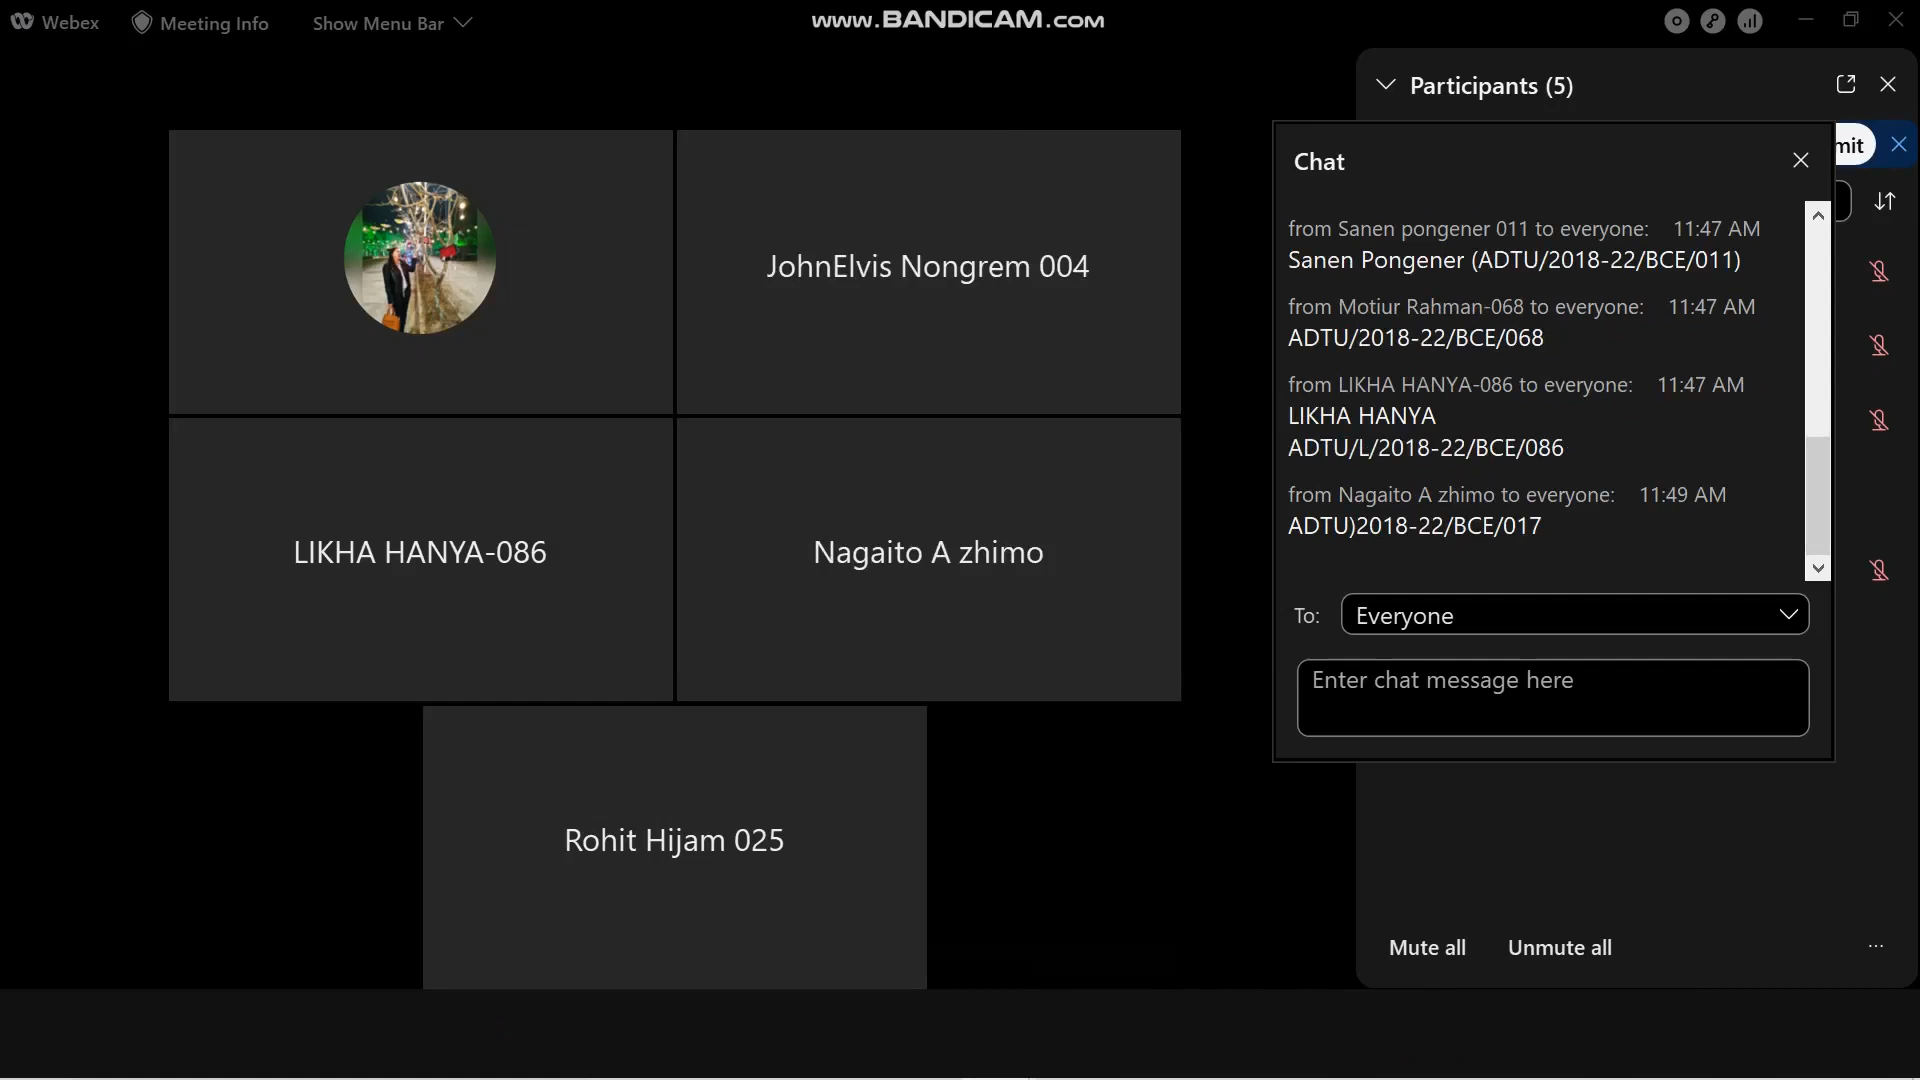 Webex
Meeting Info
Show Menu Bar
www.BANDICAM.com
Participants (5)
mit
Chat
from Sanen pongener 011 to everyone: 11:47 AM
Sanen Pongener (ADTU/2018-22/BCE/011)
from Motiur Rahman-068 to everyone: 11:47 AM
ADTU/2018-22/BCE/068
from LIKHA HANYA-086 to everyone: 11:47 AM
LIKHA HANYA
ADTU/L/2018-22/BCE/086
from Nagaito A zhimo to everyone: 11:49 AM
ADTU)2018-22/BCE/017
To: Everyone
Enter chat message here
Mute all
Unmute all
JohnElvis Nongrem 004
LIKHA HANYA-086
Nagaito A zhimo
Rohit Hijam 025